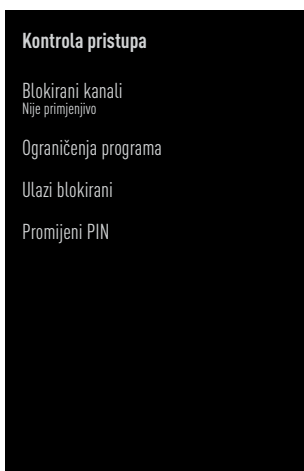 Kontrola pristupa
Blokirani kanali
Nije primjenjivo
Ograničenja programa
Ulazi blokirani
Promijeni PIN